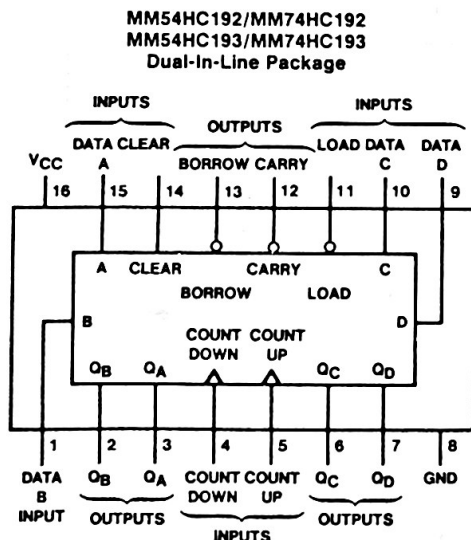 MM54HC192/MM74HC192
MM54HC193/MM74HC193
Dual-In-Line Package
INPUTS INPUTS
OUTPUTS
DATA CLEAR LOAD DATA DATA
VCC A BORROW CARRY C D
16 15 14 13 12 11 10 9
A CLEAR CARRY C
BORROW LOAD
B D
COUNT COUNT
DOWN UP
QB QA QC QD
1 2 3 4 5 6 7 8
DATA QB QA COUNT COUNT QC QD GND
B DOWN UP
INPUT OUTPUTS OUTPUTS
INPUTS